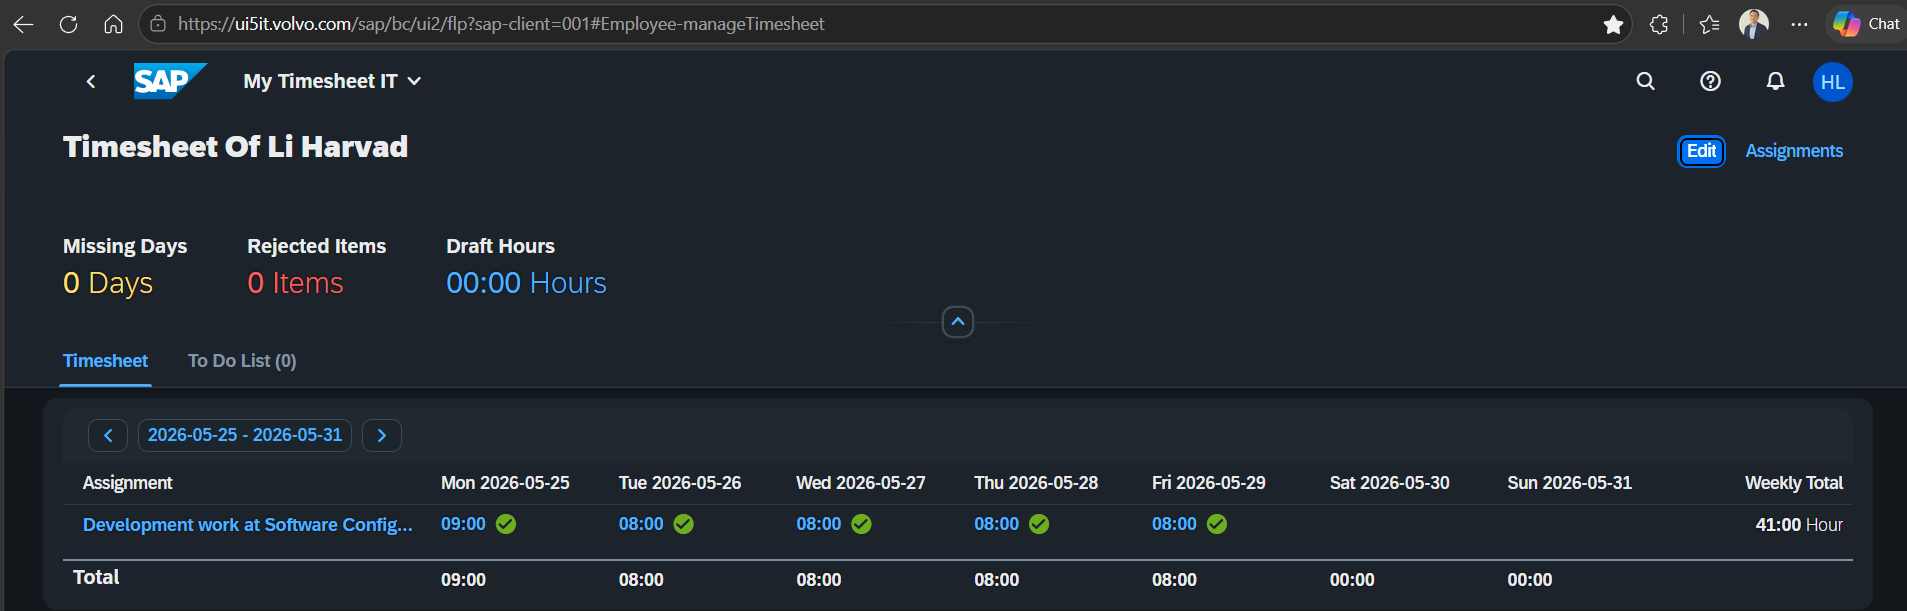 https://ui5it.volvo.com/sap/bc/ui2/flp?sap-client=001#Employee-manageTimesheet
Chat
SAP
My Timesheet IT
HL
Timesheet Of Li Harvad
Edit
Assignments
Missing Days Rejected Items Draft Hours
0 Days 0 Items 00:00 Hours
Timesheet To Do List (0)
2026-05-25 - 2026-05-31
Assignment Mon 2026-05-25 Tue 2026-05-26 Wed 2026-05-27 Thu 2026-05-28 Fri 2026-05-29 Sat 2026-05-30 Sun 2026-05-31 Weekly Total
Development work at Software Config... 09:00 08:00 08:00 08:00 08:00 41:00 Hour
Total 09:00 08:00 08:00 08:00 08:00 00:00 00:00